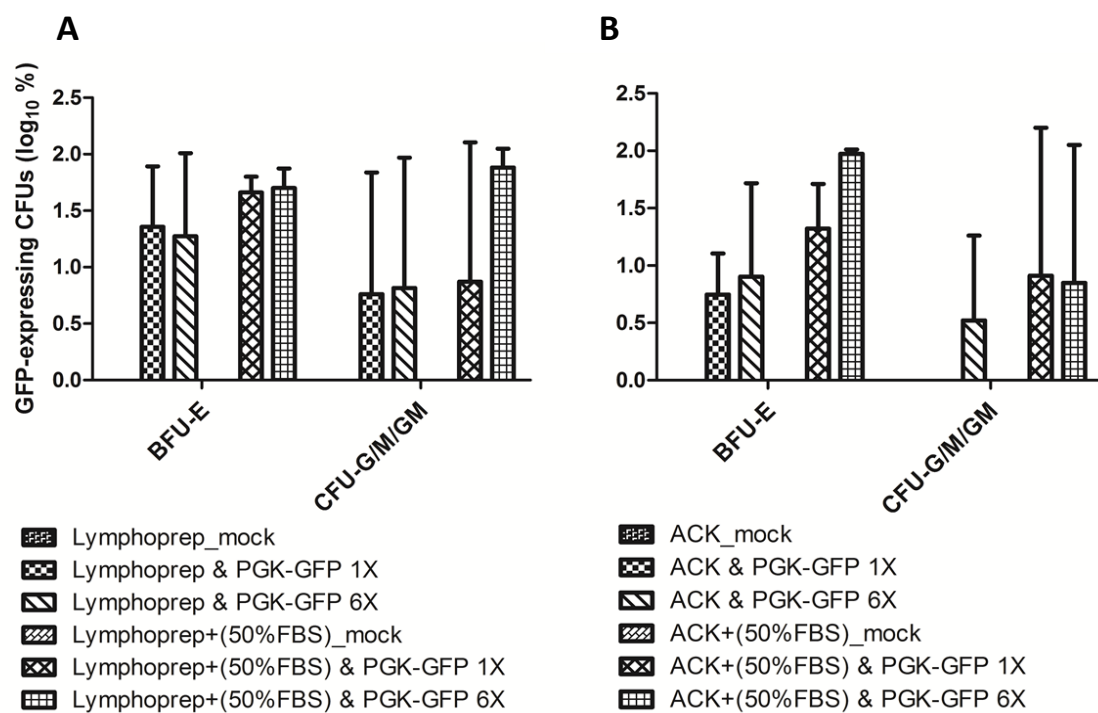 A
B
GFP-expressing CFUs (log10 %)
2.5
2.0
1.5
1.0
0.5
0.0
BFU-E
CFU-G/M/GM
2.5
2.0
1.5
1.0
0.5
0.0
BFU-E
CFU-G/M/GM
Lymphoprep_mock
Lymphoprep & PGK-GFP 1X
Lymphoprep & PGK-GFP 6X
Lymphoprep+(50%FBS)_mock
Lymphoprep+(50%FBS) & PGK-GFP 1X
Lymphoprep+(50%FBS) & PGK-GFP 6X
ACK_mock
ACK & PGK-GFP 1X
ACK & PGK-GFP 6X
ACK+(50%FBS)_mock
ACK+(50%FBS) & PGK-GFP 1X
ACK+(50%FBS) & PGK-GFP 6X